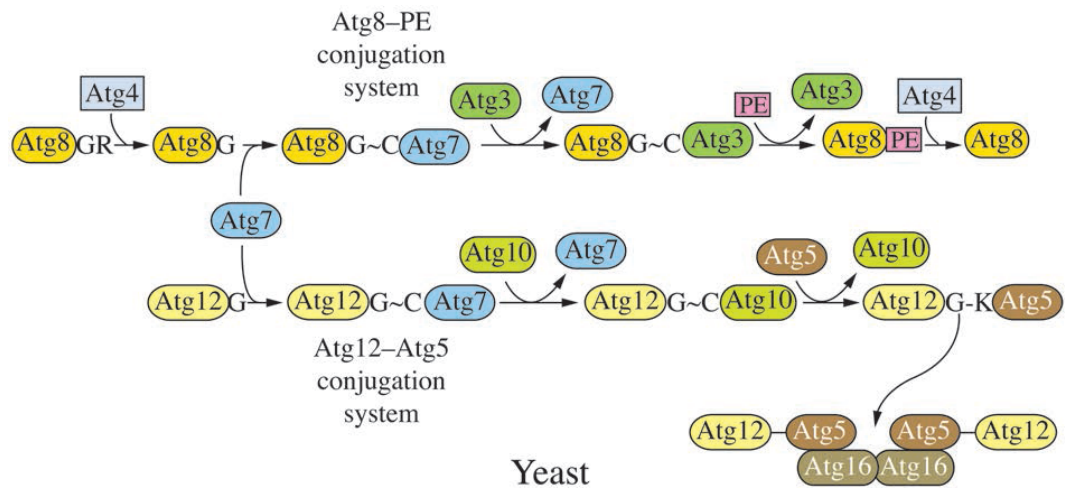 Atg8–PE
conjugation
system
Atg4
Atg3
Atg7
PE
Atg3
Atg4
Atg8GR
Atg8G
Atg8G~CAtg7
Atg8G~CAtg3
Atg8PE
Atg8
Atg7
Atg10
Atg7
Atg5
Atg10
Atg12G
Atg12G~CAtg7
Atg12G~CAtg10
Atg12G-KAtg5
Atg12–Atg5
conjugation
system
Atg12 Atg5 Atg5 Atg12
Atg16 Atg16
Yeast